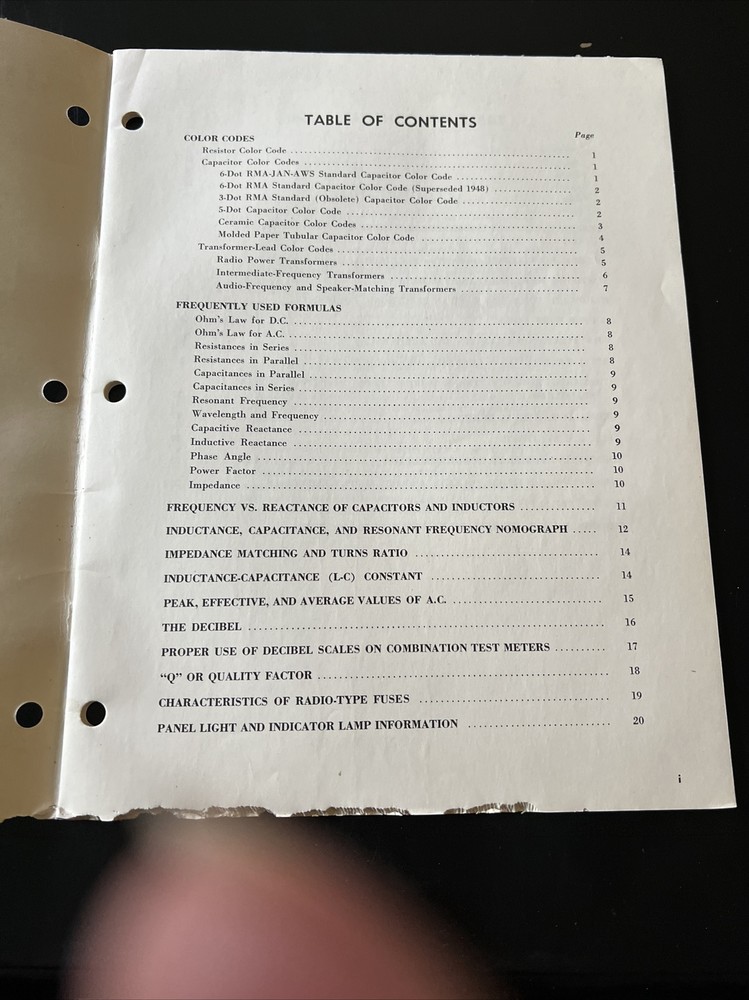 TABLE OF CONTENTS
Page
COLOR CODES
Resistor Color Code ........ 1
Capacitor Color Codes ........ 1
6-Dot RMA-JAN-AWS Standard Capacitor Color Code ........ 1
6-Dot RMA Standard Capacitor Color Code (Superseded 1948) ........ 2
3-Dot RMA Standard (Obsolete) Capacitor Color Code ........ 2
5-Dot Capacitor Color Code ........ 2
Ceramic Capacitor Color Codes ........ 3
Molded Paper Tubular Capacitor Color Code ........ 4
Transformer-Lead Color Codes ........ 5
Radio Power Transformers ........ 5
Intermediate-Frequency Transformers ........ 6
Audio-Frequency and Speaker-Matching Transformers ........ 7
FREQUENTLY USED FORMULAS
Ohm's Law for D.C. ........ 8
Ohm's Law for A.C. ........ 8
Resistances in Series ........ 8
Resistances in Parallel ........ 8
Capacitances in Parallel ........ 9
Capacitances in Series ........ 9
Resonant Frequency ........ 9
Wavelength and Frequency ........ 9
Capacitive Reactance ........ 9
Inductive Reactance ........ 9
Phase Angle ........ 10
Power Factor ........ 10
Impedance ........ 10
FREQUENCY VS. REACTANCE OF CAPACITORS AND INDUCTORS ........ 11
INDUCTANCE, CAPACITANCE, AND RESONANT FREQUENCY NOMOGRAPH ..... 12
IMPEDANCE MATCHING AND TURNS RATIO ........ 14
INDUCTANCE-CAPACITANCE (L-C) CONSTANT ........ 14
PEAK, EFFECTIVE, AND AVERAGE VALUES OF A.C. ........ 15
THE DECIBEL ........ 16
PROPER USE OF DECIBEL SCALES ON COMBINATION TEST METERS ........ 17
"Q" OR QUALITY FACTOR ........ 18
CHARACTERISTICS OF RADIO-TYPE FUSES ........ 19
PANEL LIGHT AND INDICATOR LAMP INFORMATION ........ 20
i